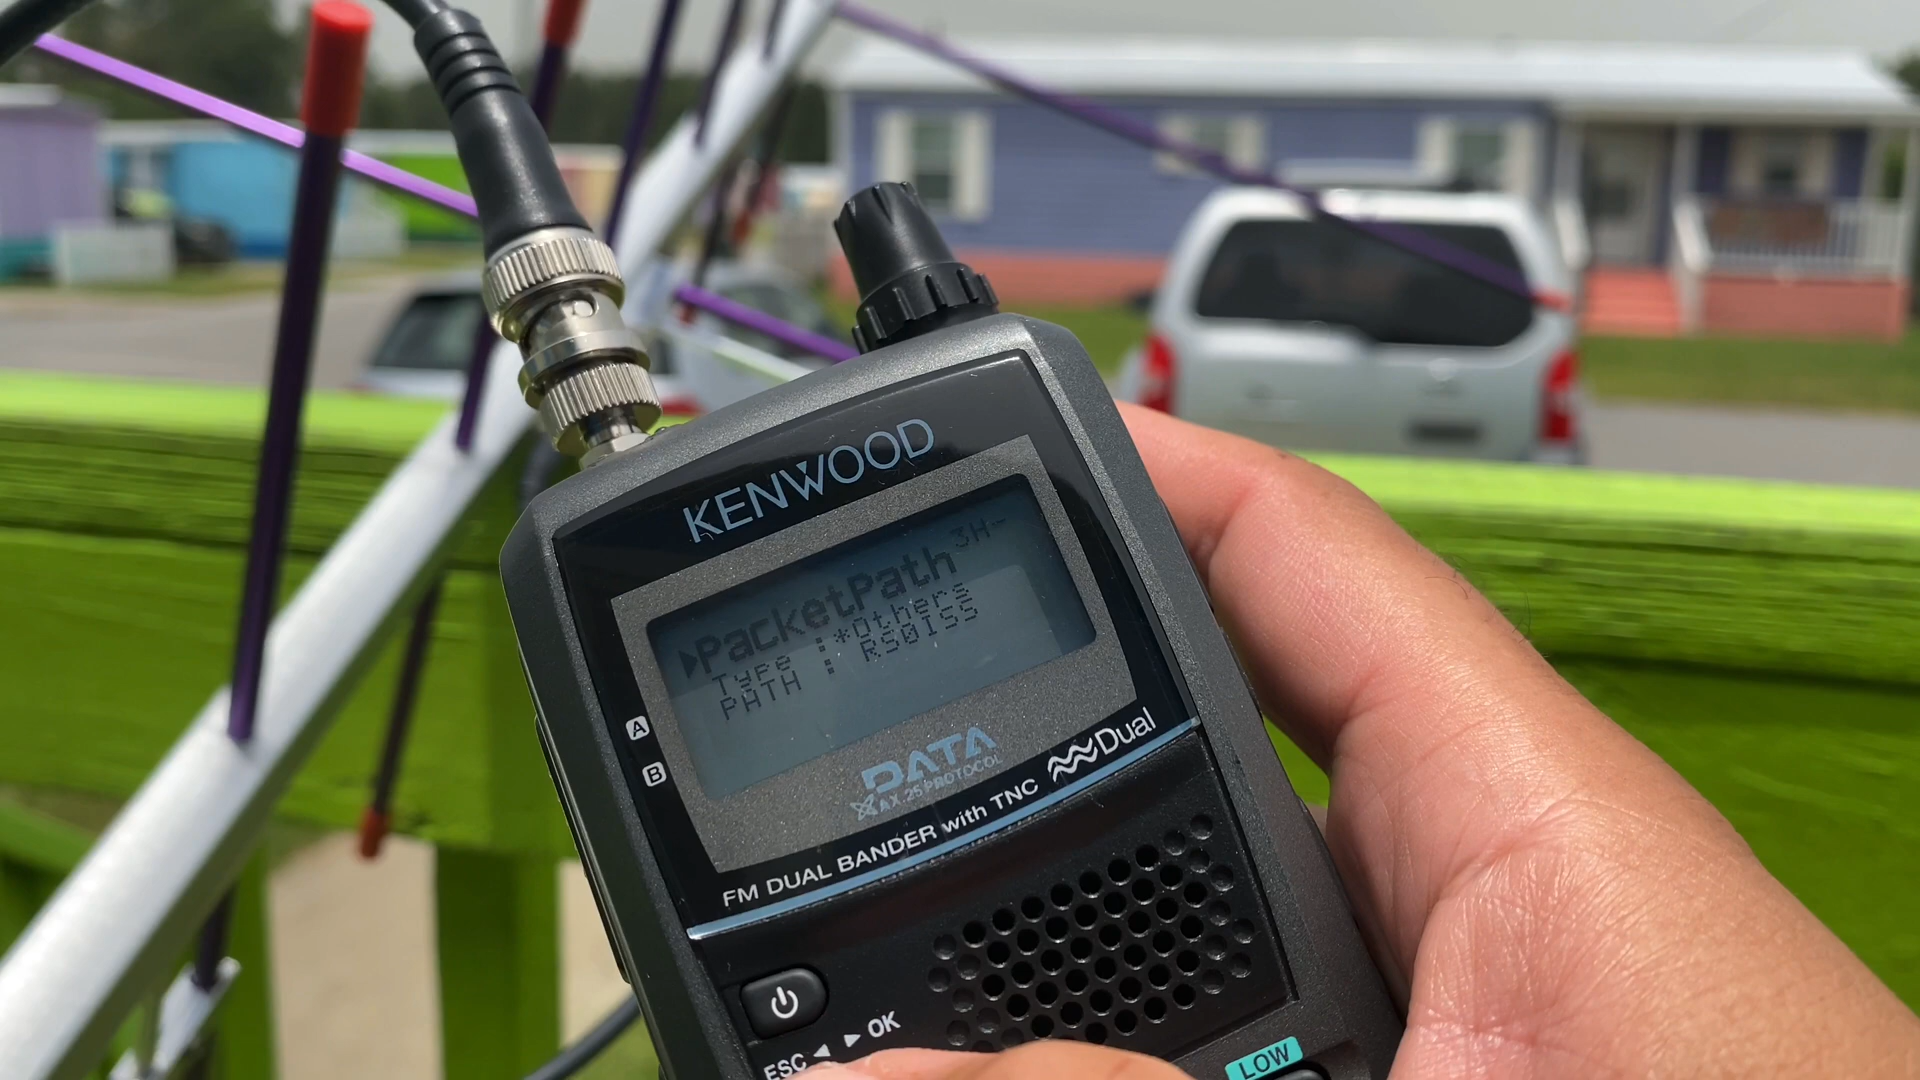 KENWOOD
3H-
▶PacketPath
Type :*Others
PATH : RS0ISS
A
B
DATA
AX.25 PROTOCOL
Dual
FM DUAL BANDER with TNC
ESC ◀ ▶ OK
LOW